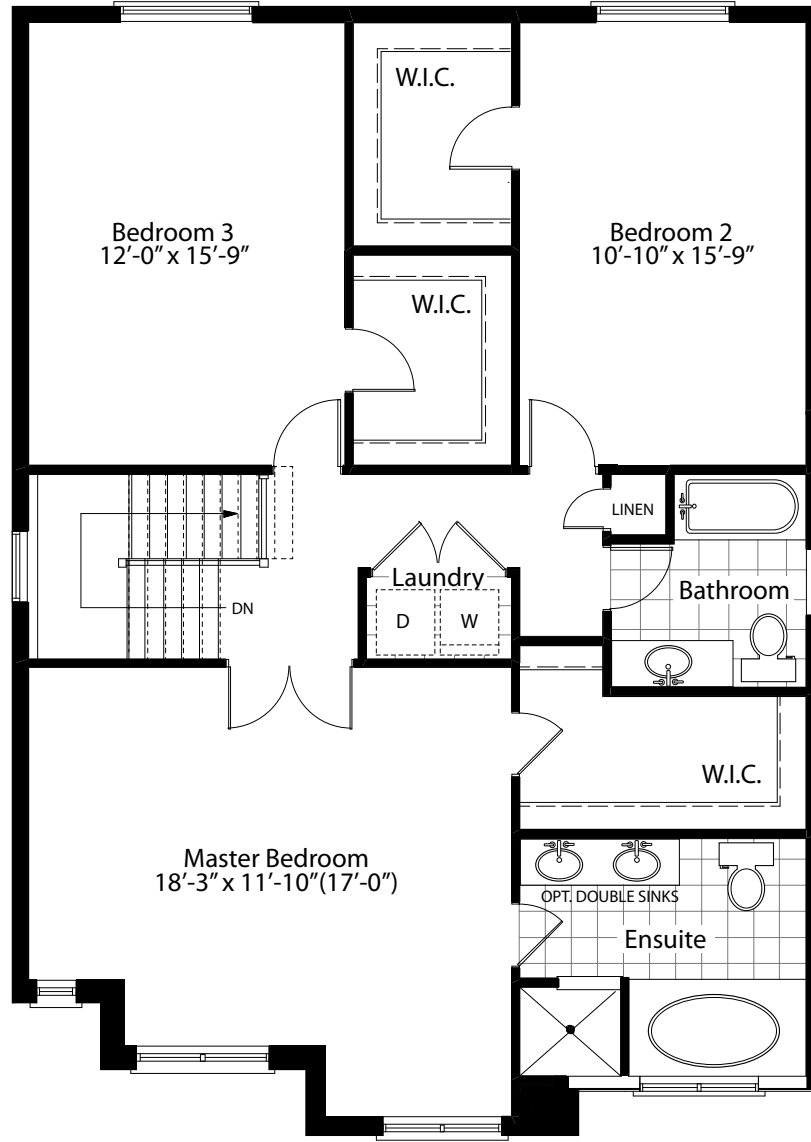 W.I.C.
Bedroom 3
12’-0” x 15’-9”
Bedroom 2
10’-10” x 15’-9”
W.I.C.
LINEN
Laundry
Bathroom
D
W
DN
W.I.C.
Master Bedroom
18’-3” x 11’-10”(17’-0”)
OPT. DOUBLE SINKS
Ensuite